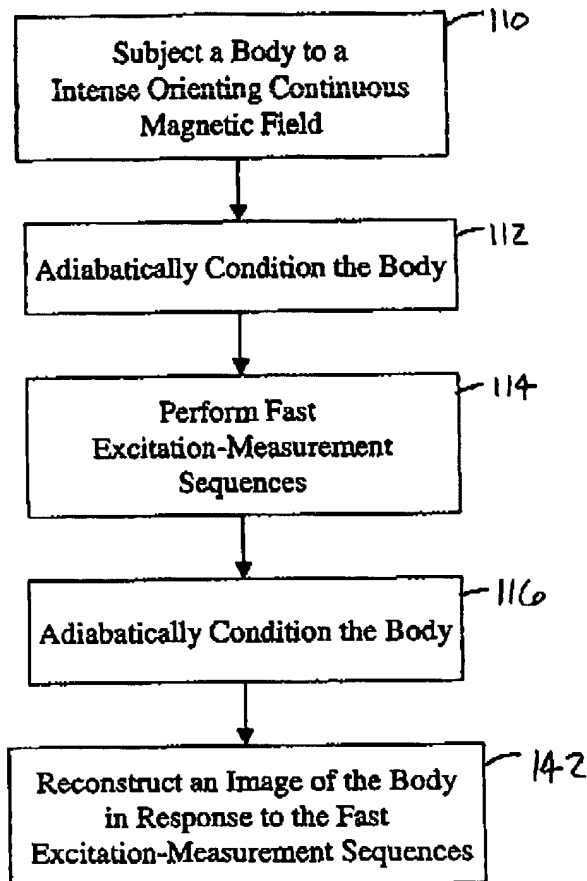 110
Subject a Body to a
Intense Orienting Continuous
Magnetic Field
112
Adiabatically Condition the Body
114
Perform Fast
Excitation-Measurement
Sequences
116
Adiabatically Condition the Body
142
Reconstruct an Image of the Body
in Response to the Fast
Excitation-Measurement Sequences